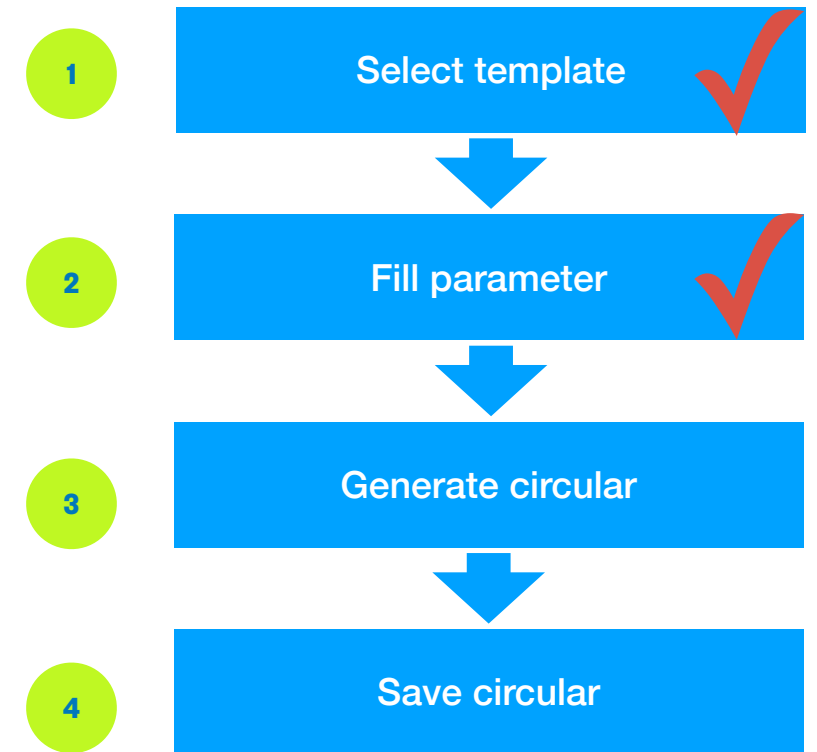 1
Select template
2
Fill parameter
3
Generate circular
4
Save circular